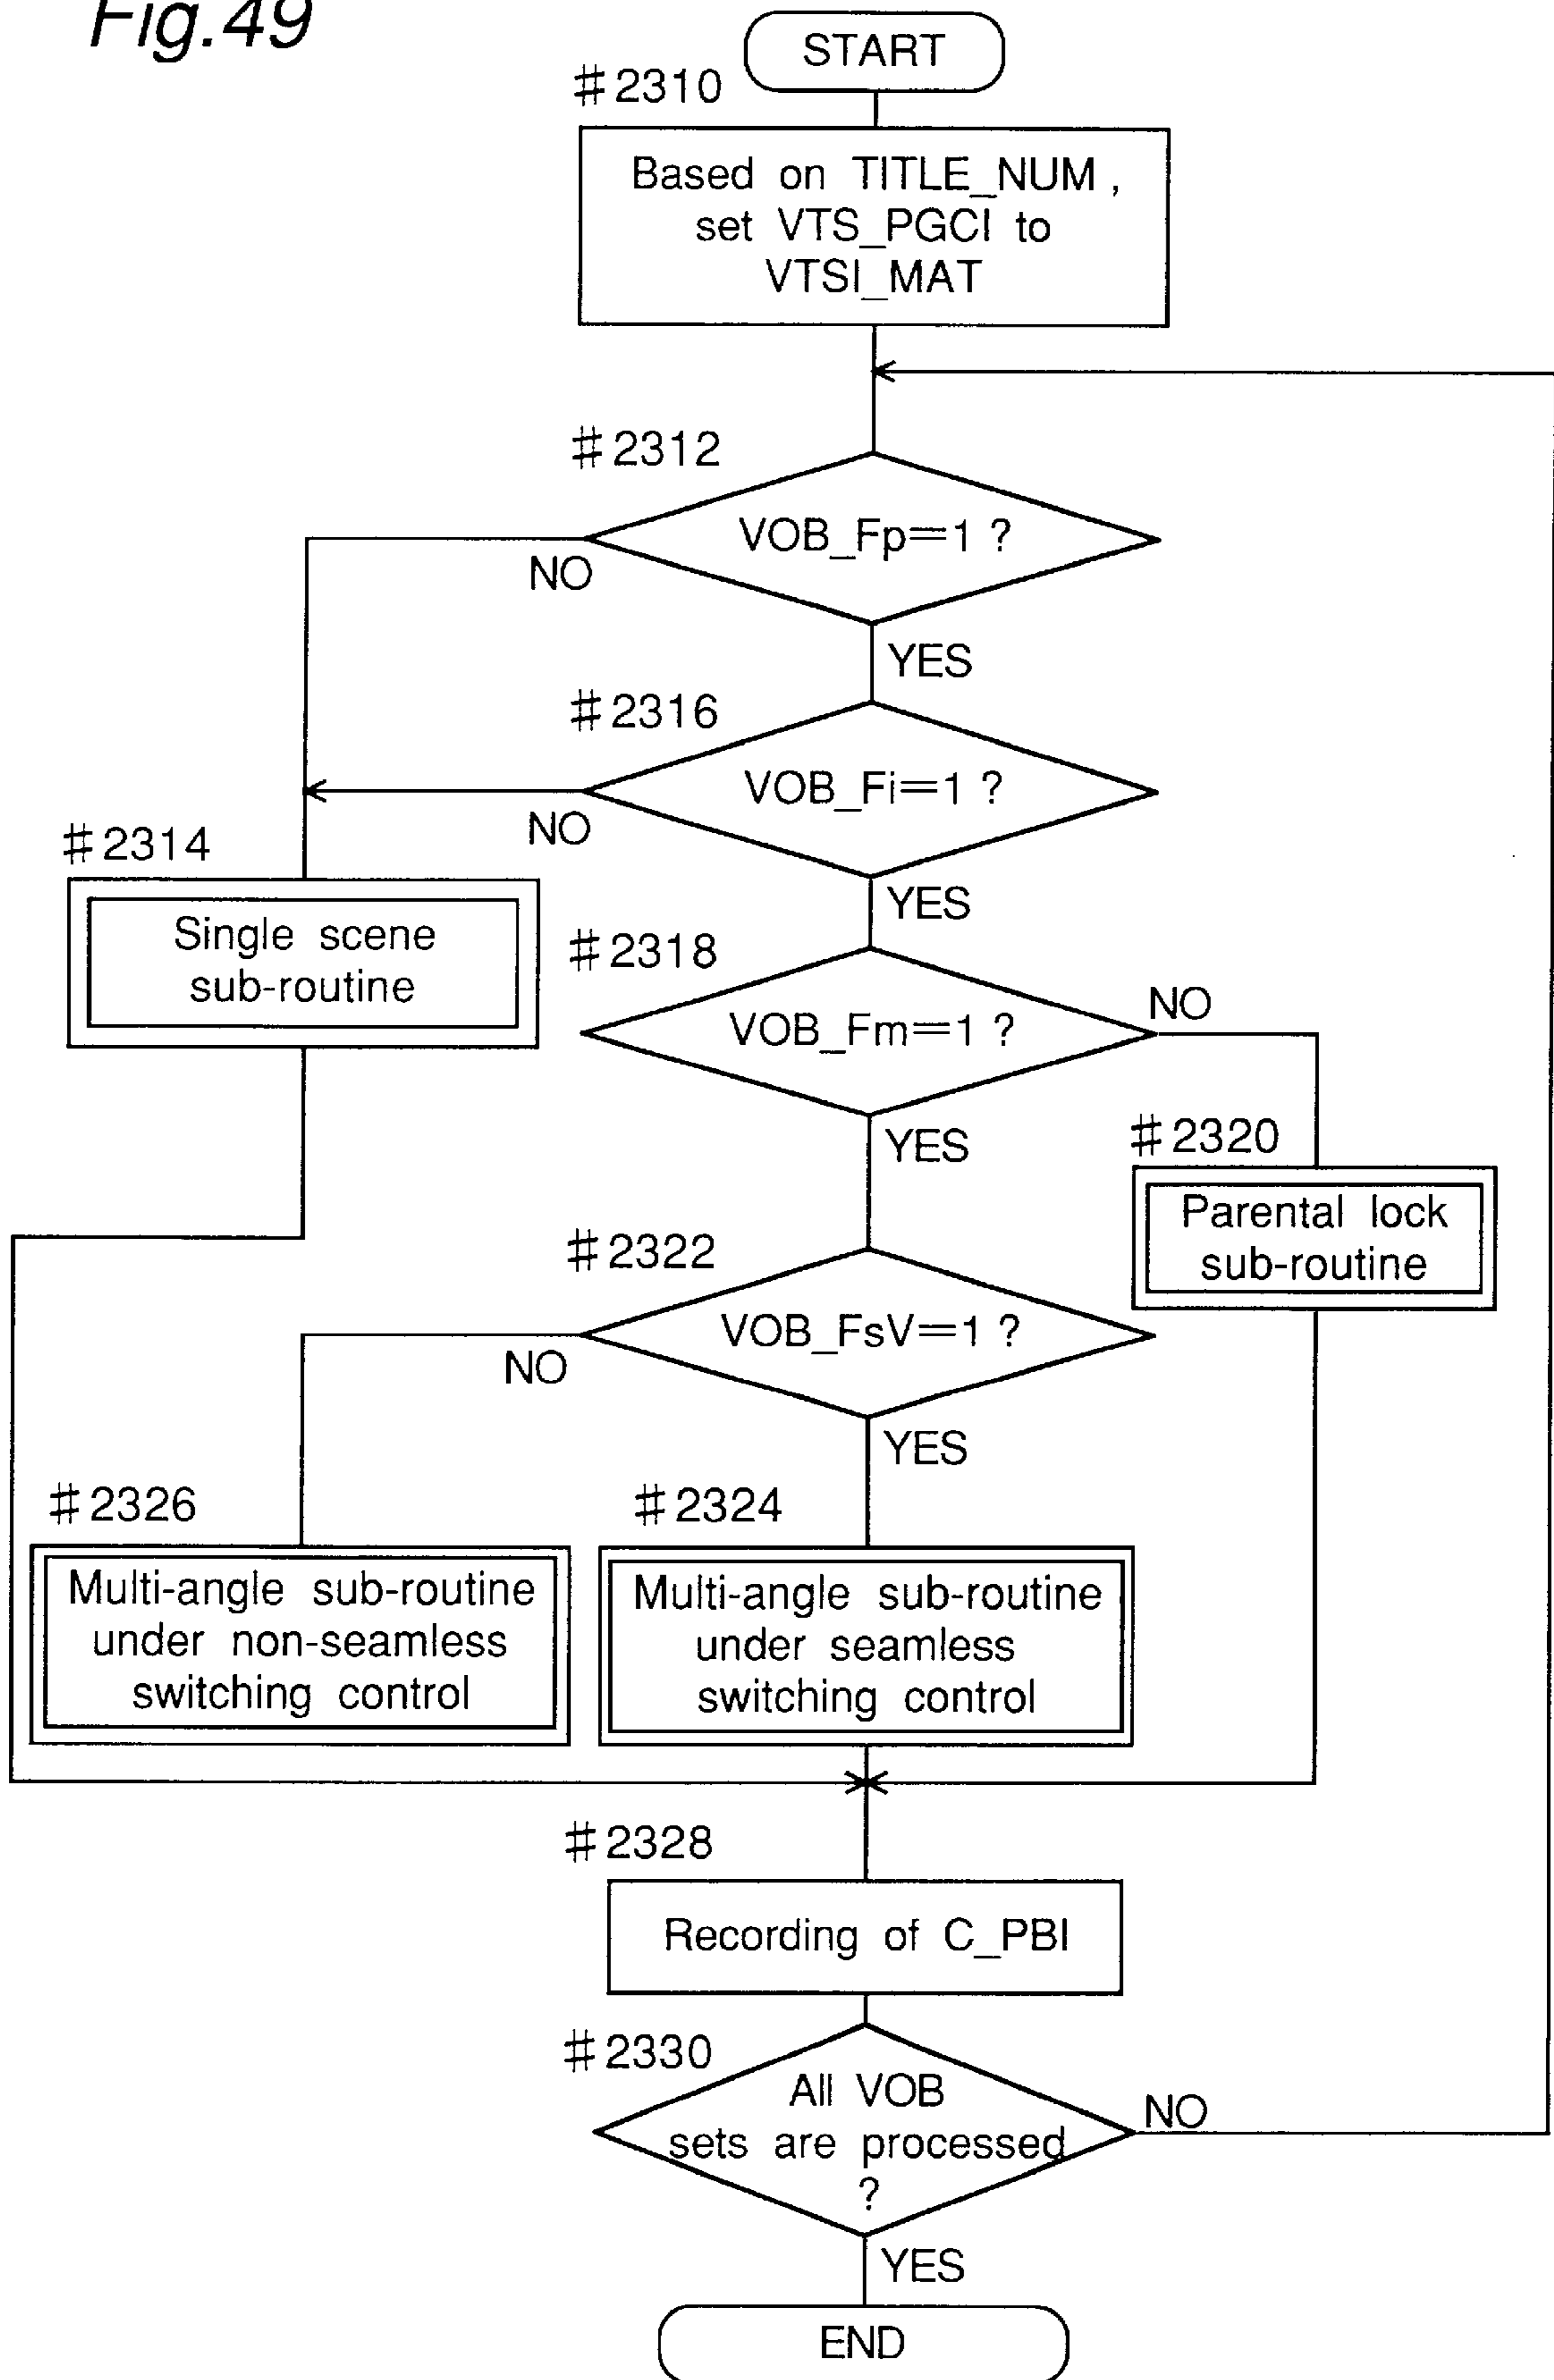 Fig.49
START
#2310
Based on TITLE_NUM ,
set VTS_PGCI to
VTSI_MAT
#2312
VOB_Fp=1 ?
NO
YES
#2316
VOB_Fi=1 ?
NO
YES
#2314
Single scene
sub-routine
#2318
VOB_Fm=1 ?
NO
YES
#2320
Parental lock
sub-routine
#2322
VOB_FsV=1 ?
NO
YES
#2326
Multi-angle sub-routine
under non-seamless
switching control
#2324
Multi-angle sub-routine
under seamless
switching control
#2328
Recording of C_PBI
#2330
All VOB
sets are processed
?
NO
YES
END